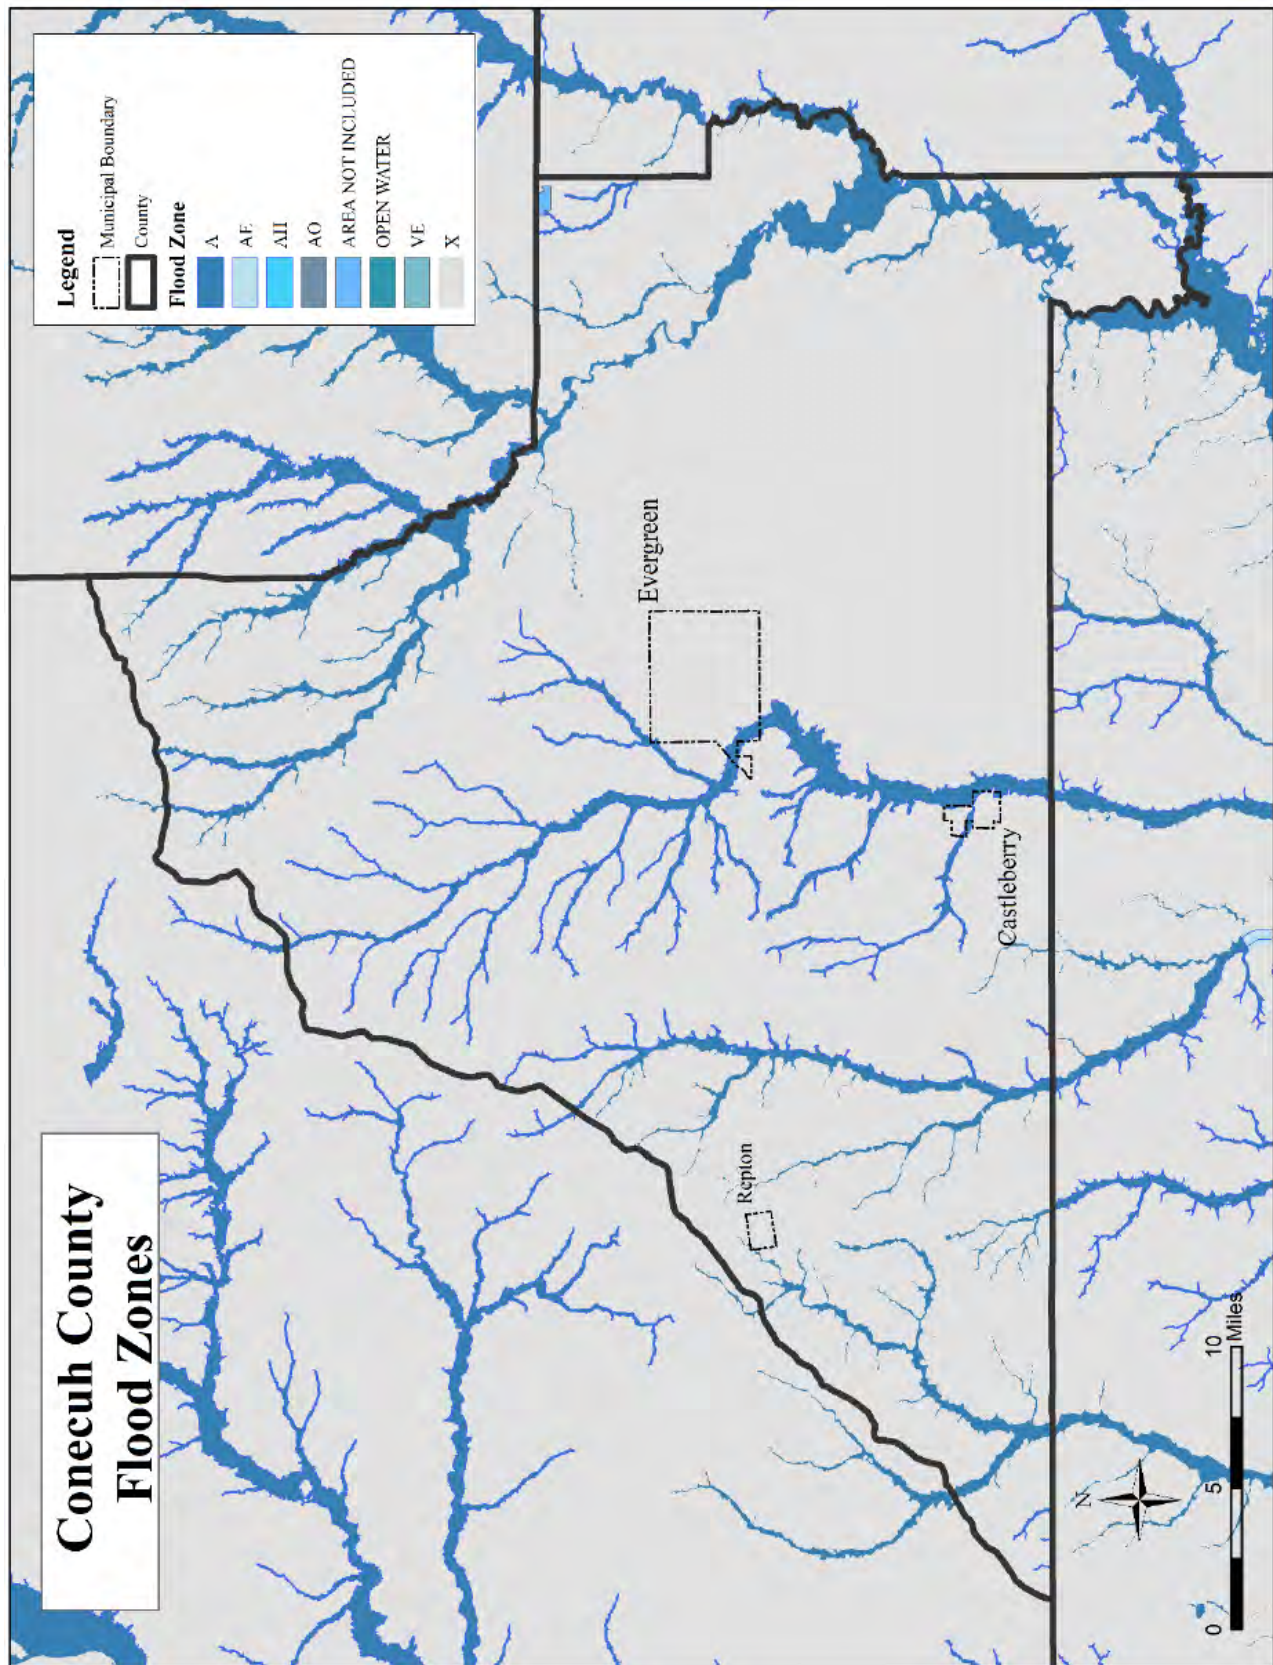 Conecuh County
Flood Zones
Legend
Municipal Boundary
County
Flood Zone
A
AE
AH
AO
AREA NOT INCLUDED
OPEN WATER
VE
X
Evergreen
Castleberry
Repton
N
0 5 10
Miles